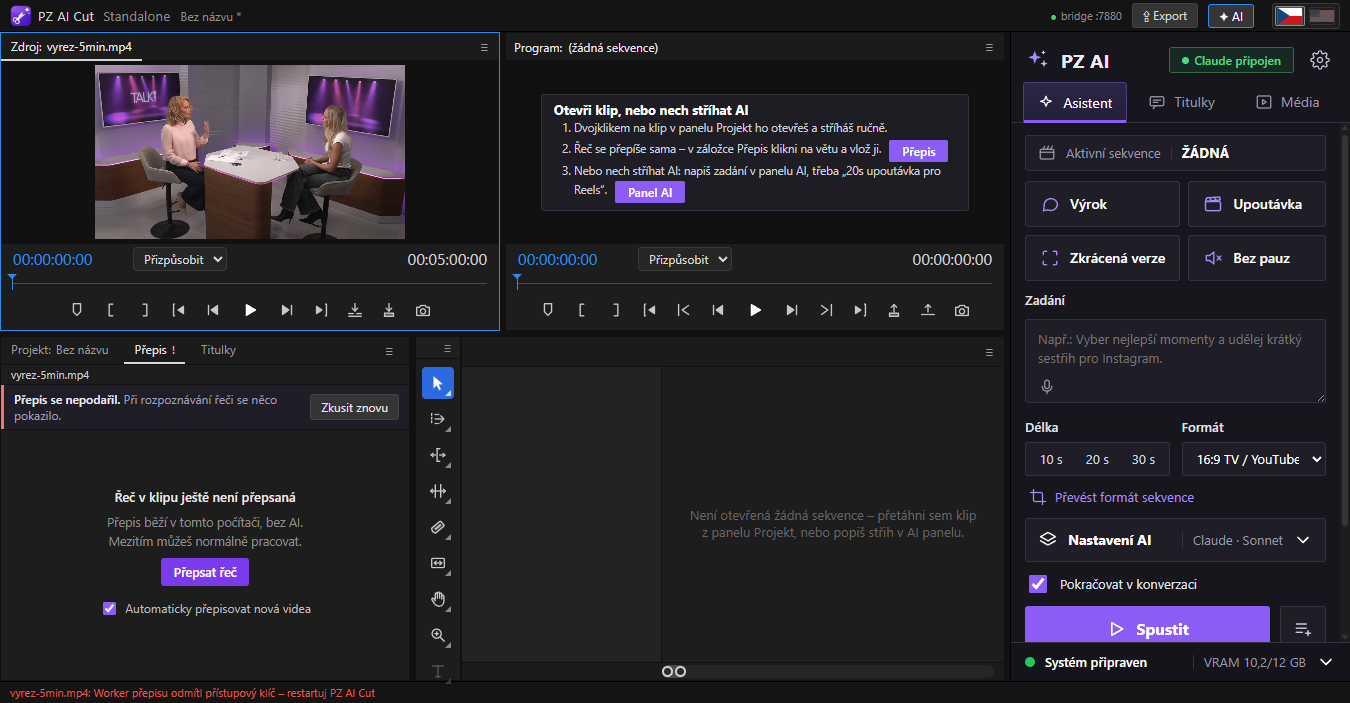 PZ AI Cut Standalone Bez názvu *
bridge :7880
Export
AI
Zdroj: vyrez-5min.mp4
TALK!
00:00:00:00
Přizpůsobit
00:05:00:00
Program: (žádná sekvence)
Otevři klip, nebo nech stříhat AI
1. Dvojklikem na klip v panelu Projekt ho otevřeš a stříháš ručně.
2. Řeč se přepíše sama – v záložce Přepis klikni na větu a vlož ji. Přepis
3. Nebo nech stříhat AI: napiš zadání v panelu AI, třeba „20s upoutávka pro
Reels“. Panel AI
00:00:00:00
Přizpůsobit
00:00:00:00
Projekt: Bez názvu
Přepis !
Titulky
vyrez-5min.mp4
Přepis se nepodařil. Při rozpoznávání řeči se něco
pokazilo.
Zkusit znovu
Řeč v klipu ještě není přepsaná
Přepis běží v tomto počítači, bez AI.
Mezitím můžeš normálně pracovat.
Přepsat řeč
Automaticky přepisovat nová videa
T
Není otevřená žádná sekvence – přetáhni sem klip
z panelu Projekt, nebo popiš střih v AI panelu.
PZ AI
Claude připojen
Asistent
Titulky
Média
Aktivní sekvence ŽÁDNÁ
Výrok
Upoutávka
Zkrácená verze
Bez pauz
Zadání
Např.: Vyber nejlepší momenty a udělej krátký
sestřih pro Instagram.
Délka
Formát
10 s 20 s 30 s
16:9 TV / YouTube
Převést formát sekvence
Nastavení AI
Claude · Sonnet
Pokračovat v konverzaci
Spustit
Systém připraven
VRAM 10,2/12 GB
vyrez-5min.mp4: Worker přepisu odmítl přístupový klíč – restartuj PZ AI Cut